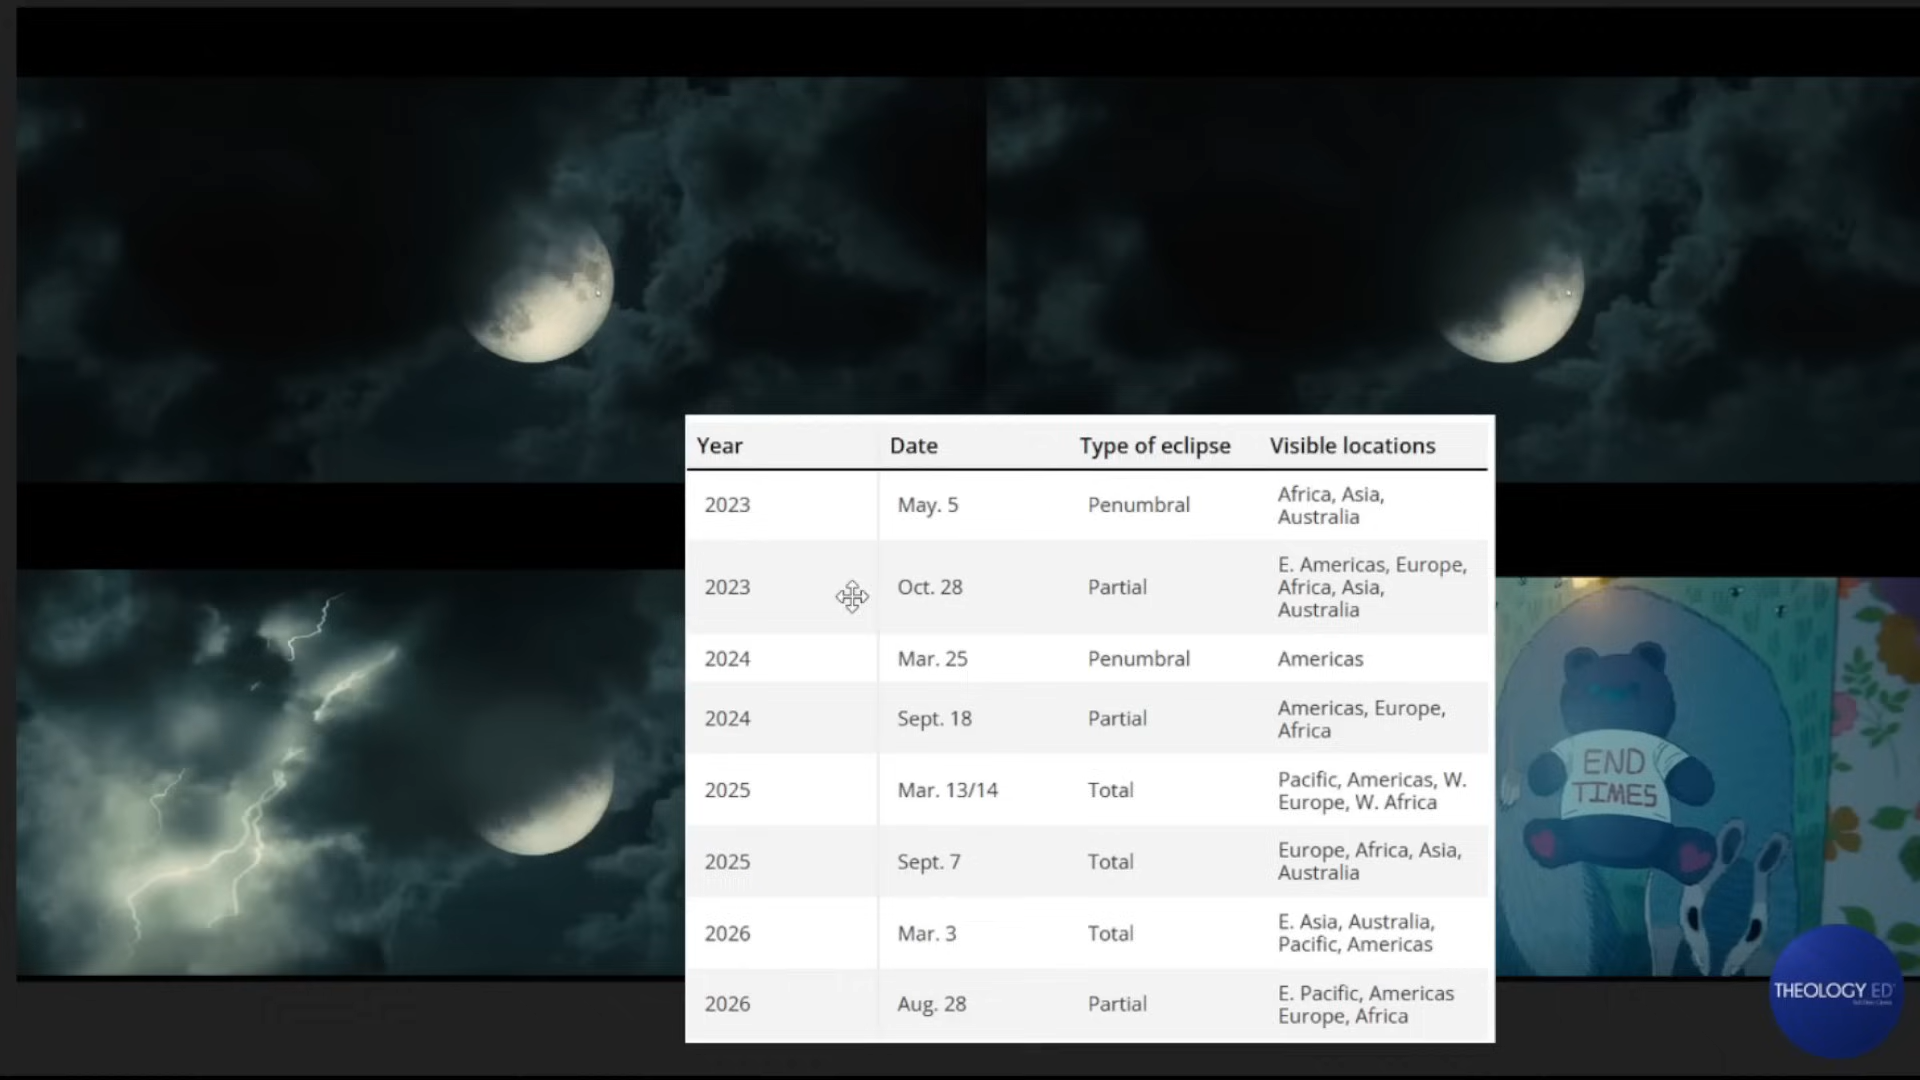 Year Date Type of eclipse Visible locations
2023 May. 5 Penumbral Africa, Asia,
Australia
2023 Oct. 28 Partial E. Americas, Europe,
Africa, Asia,
Australia
2024 Mar. 25 Penumbral Americas
2024 Sept. 18 Partial Americas, Europe,
Africa
2025 Mar. 13/14 Total Pacific, Americas, W.
Europe, W. Africa
2025 Sept. 7 Total Europe, Africa, Asia,
Australia
2026 Mar. 3 Total E. Asia, Australia,
Pacific, Americas
2026 Aug. 28 Partial E. Pacific, Americas
Europe, Africa
END
TIMES
THEOLOGY ED